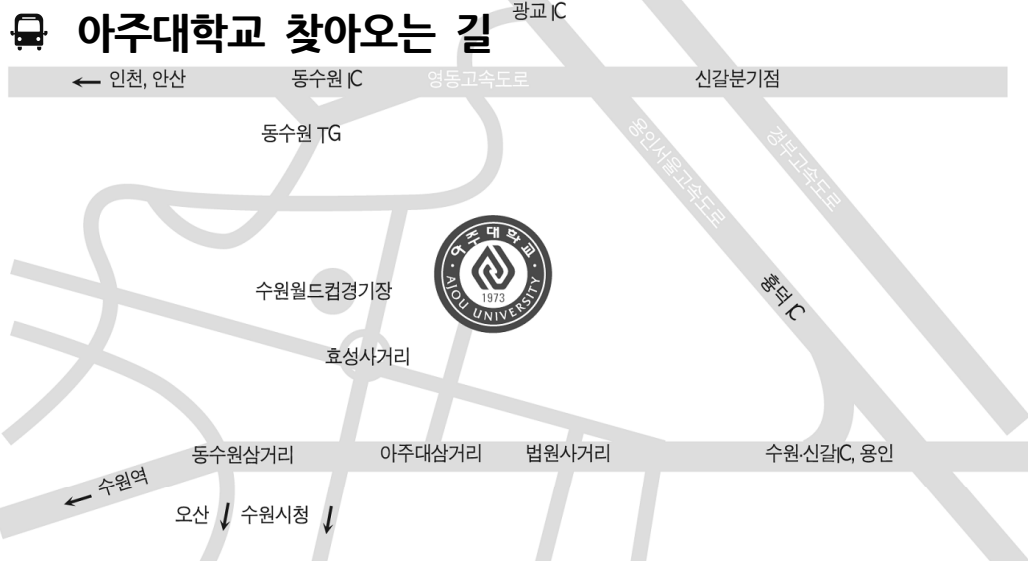 광교 IC
아주대학교 찾아오는 길
← 인천, 안산
동수원 IC
영동고속도로
신갈분기점
동수원 TG
용인서울고속도로
경부고속도로
아주대학교
1973
AJOU UNIVERSITY
수원월드컵경기장
흥덕 IC
효성사거리
동수원삼거리
아주대삼거리
법원사거리
수원·신갈IC, 용인
← 수원역
오산 ↓
수원시청 ↓